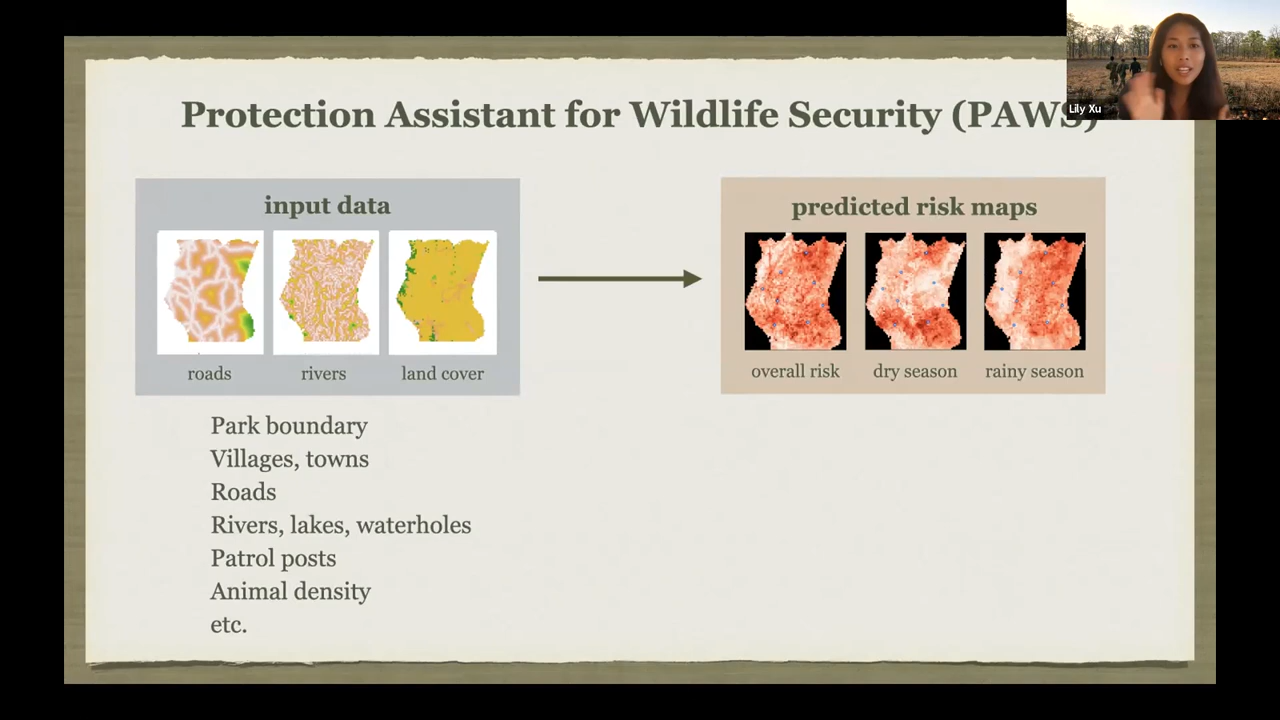 Protection Assistant for Wildlife Security (PAWS)
Lily Xu
input data
roads
rivers
land cover
predicted risk maps
overall risk
dry season
rainy season
Park boundary
Villages, towns
Roads
Rivers, lakes, waterholes
Patrol posts
Animal density
etc.